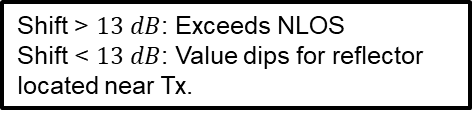 Shift > 13 dB: Exceeds NLOS
Shift < 13 dB: Value dips for reflector
located near Tx.